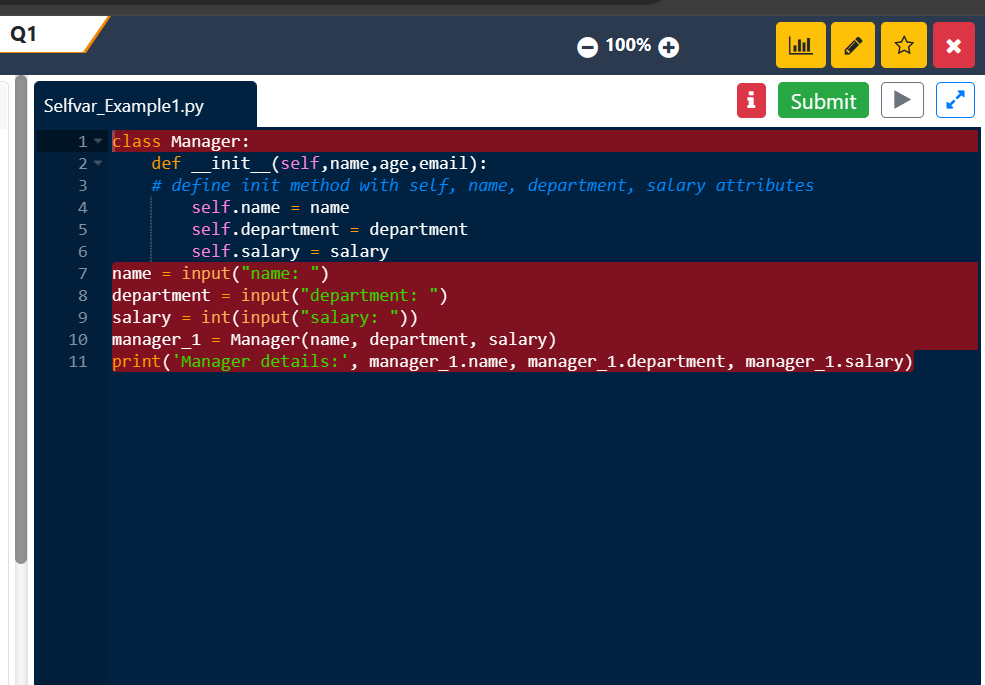 Q1
100%
Selfvar_Example1.py
Submit
1 class Manager:
2     def __init__(self,name,age,email):
3     # define init method with self, name, department, salary attributes
4         self.name = name
5         self.department = department
6         self.salary = salary
7 name = input("name: ")
8 department = input("department: ")
9 salary = int(input("salary: "))
10 manager_1 = Manager(name, department, salary)
11 print('Manager details:', manager_1.name, manager_1.department, manager_1.salary)